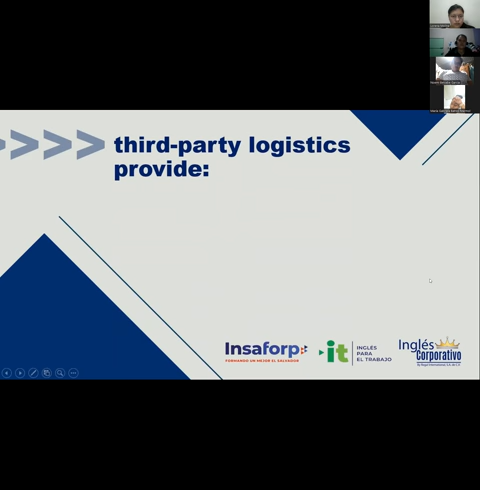 third-party logistics
provide:
Insaforp
FORMANDO UN MEJOR EL SALVADOR
it
INGLÉS
PARA
EL TRABAJO
Inglés
Corporativo